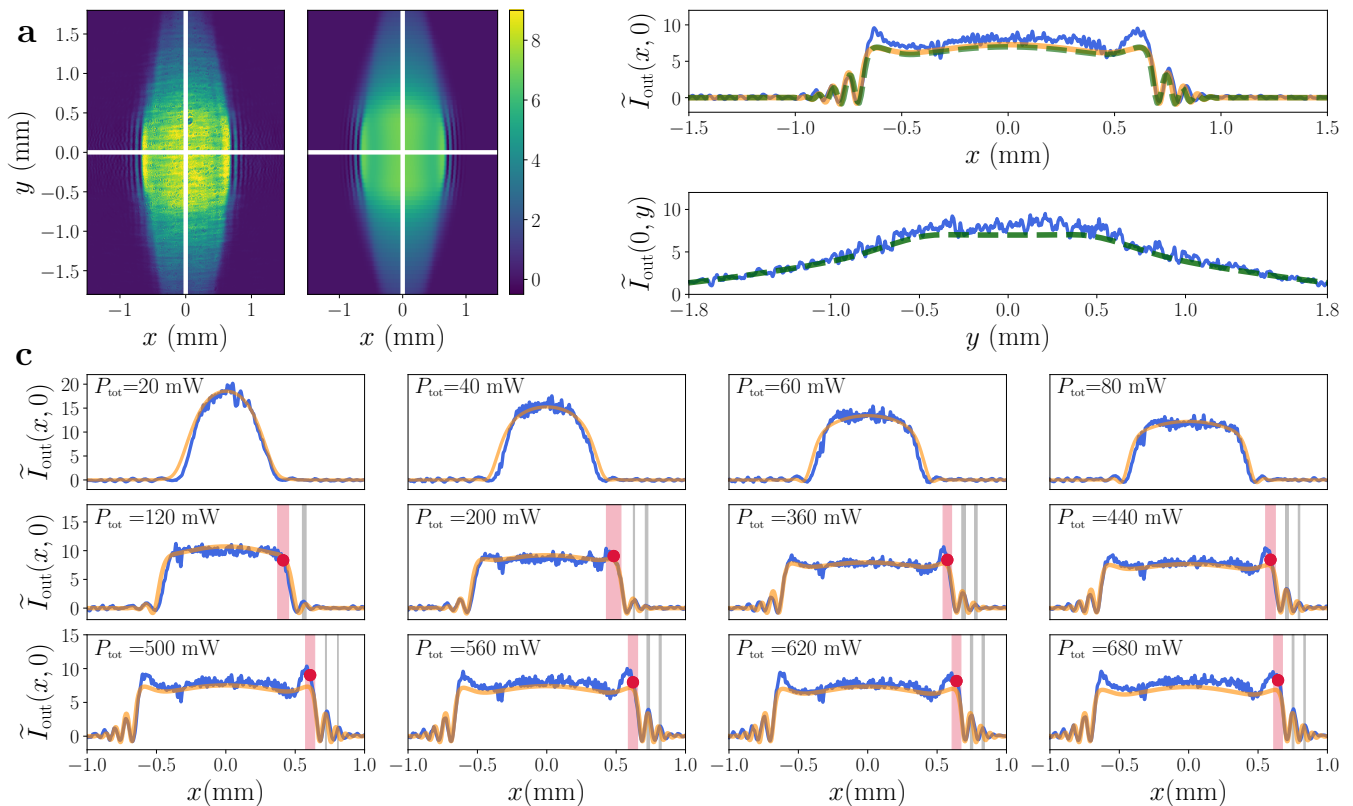 a
y (mm)
1.5
1.0
0.5
0.0
−0.5
−1.0
−1.5
−1 0 1
x (mm)
−1 0 1
x (mm)
8
6
4
2
0
Ĩout(x, 0)
10
5
0
−1.5 −1.0 −0.5 0.0 0.5 1.0 1.5
x (mm)
Ĩout(0, y)
10
5
0
-1.8 -1.0 -0.5 0.0 0.5 1.0 1.8
y (mm)
c
Ĩout(x, 0)
20
15
10
5
0
Ptot=20 mW
Ptot=40 mW
Ptot=60 mW
Ptot=80 mW
Ĩout(x, 0)
15
10
5
0
Ptot=120 mW
Ptot=200 mW
Ptot=360 mW
Ptot=440 mW
Ĩout(x, 0)
15
10
5
0
Ptot=500 mW
Ptot=560 mW
Ptot=620 mW
Ptot=680 mW
−1.0 −0.5 0.0 0.5 1.0
−1.0 −0.5 0.0 0.5 1.0
−1.0 −0.5 0.0 0.5 1.0
−1.0 −0.5 0.0 0.5 1.0
x(mm)
x(mm)
x(mm)
x(mm)